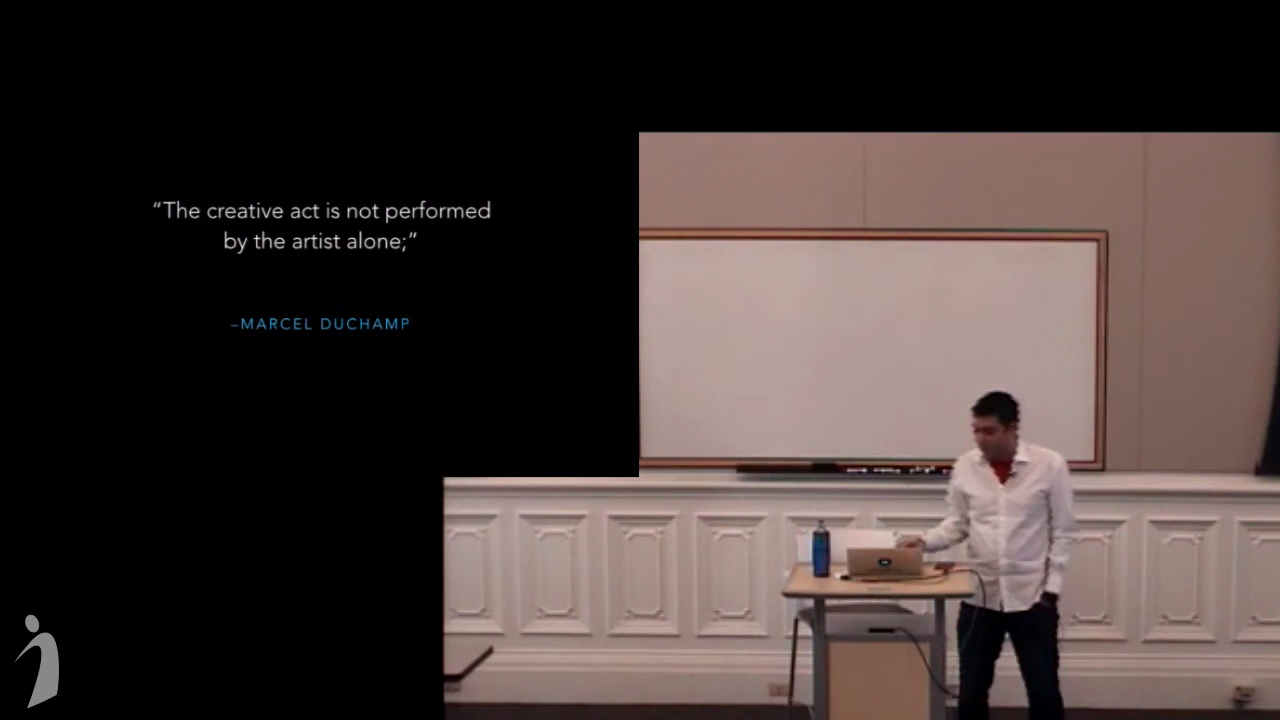 “The creative act is not performed
by the artist alone;”
–MARCEL DUCHAMP